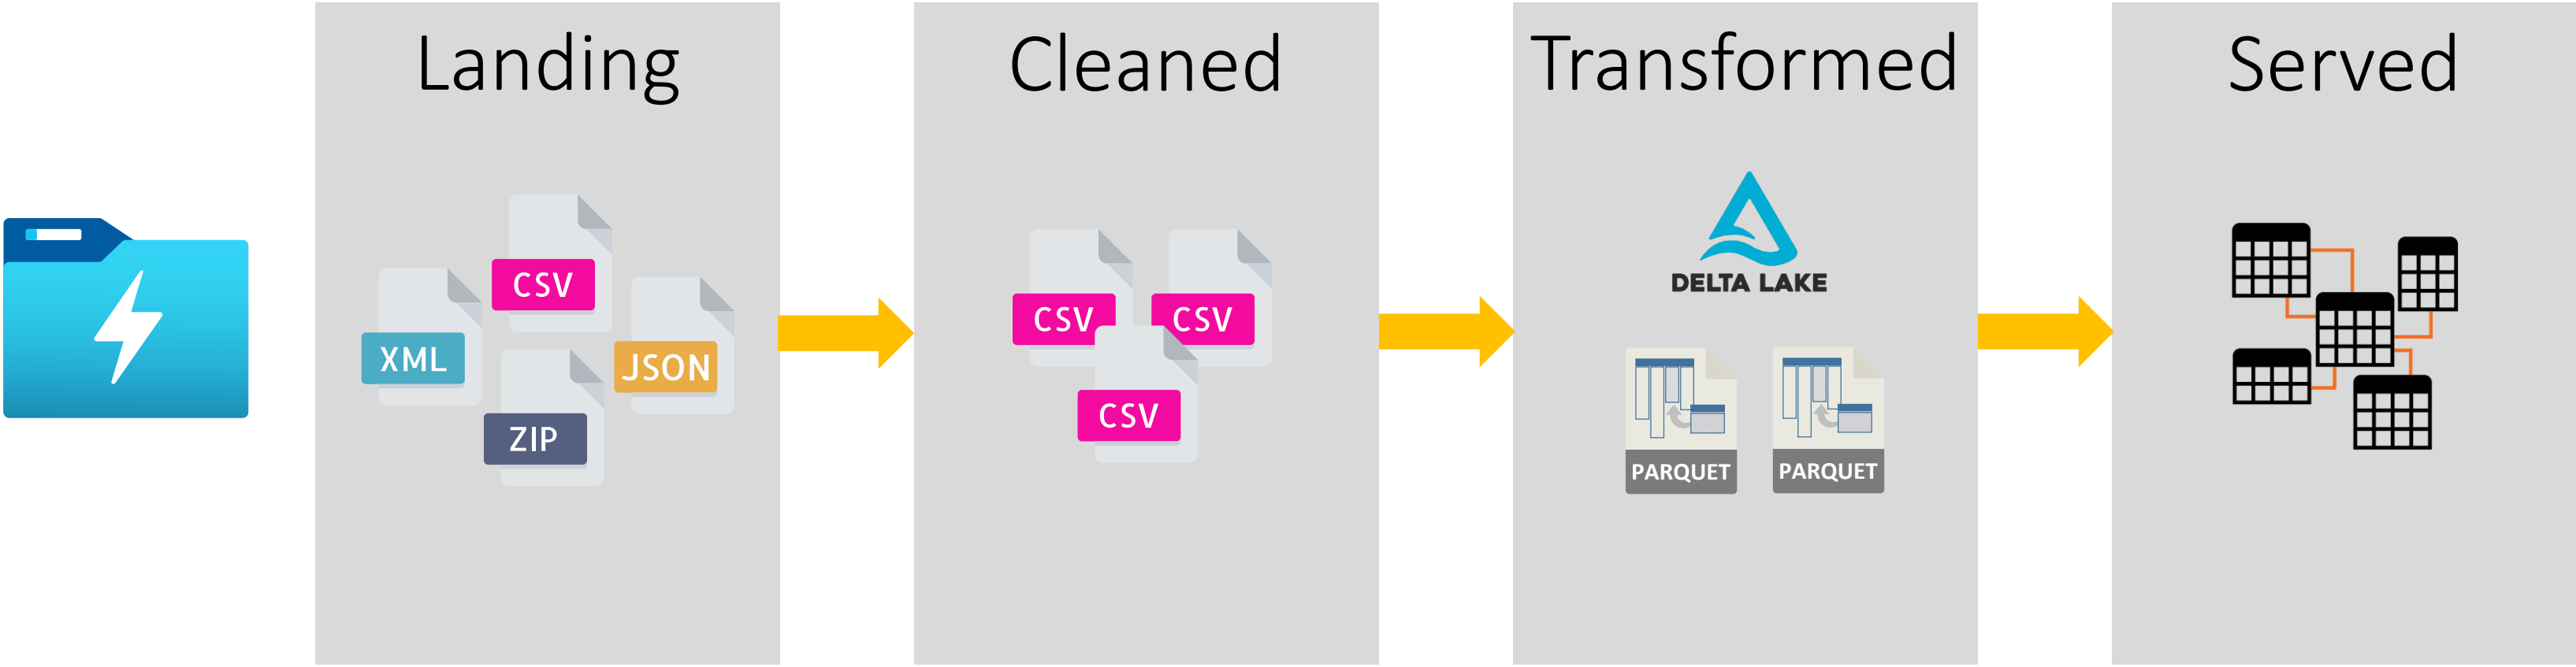 Landing
Cleaned
Transformed
Served
CSV
XML
JSON
ZIP
CSV
CSV
CSV
DELTA LAKE
PARQUET
PARQUET